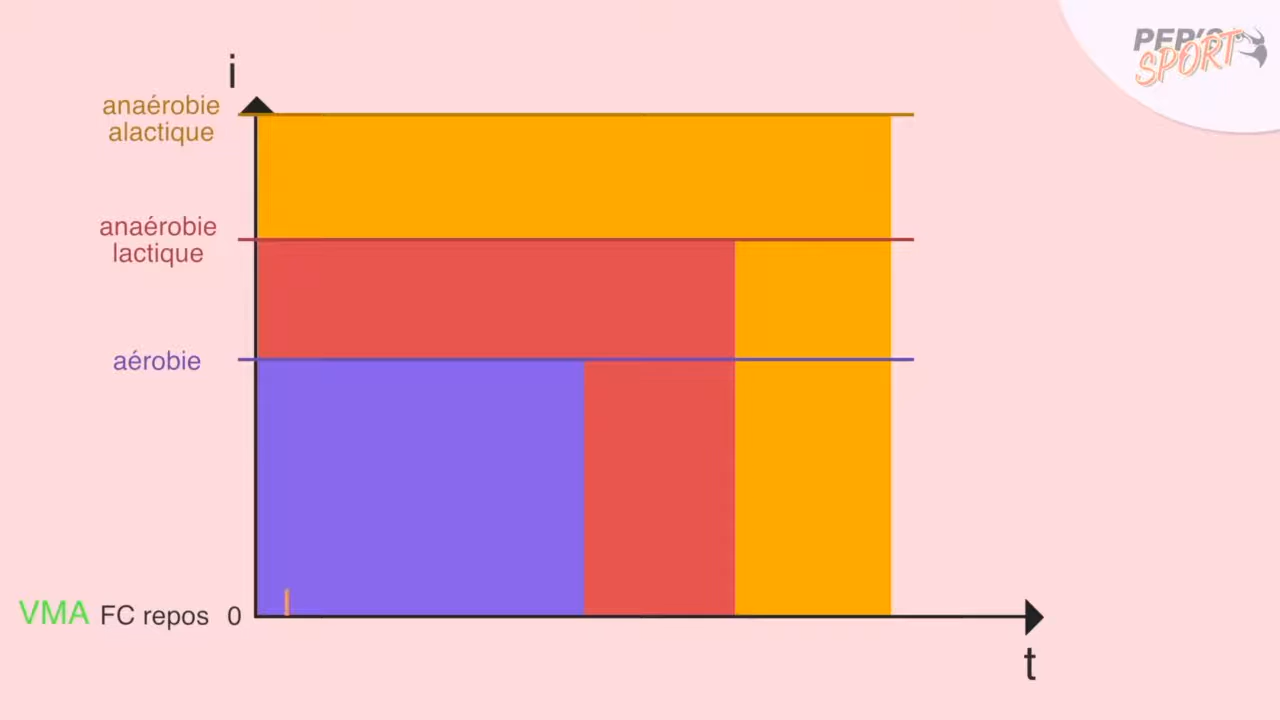 PEP'S
SPORT
i
anaérobie
alactique
anaérobie
lactique
aérobie
VMA FC repos 0
t